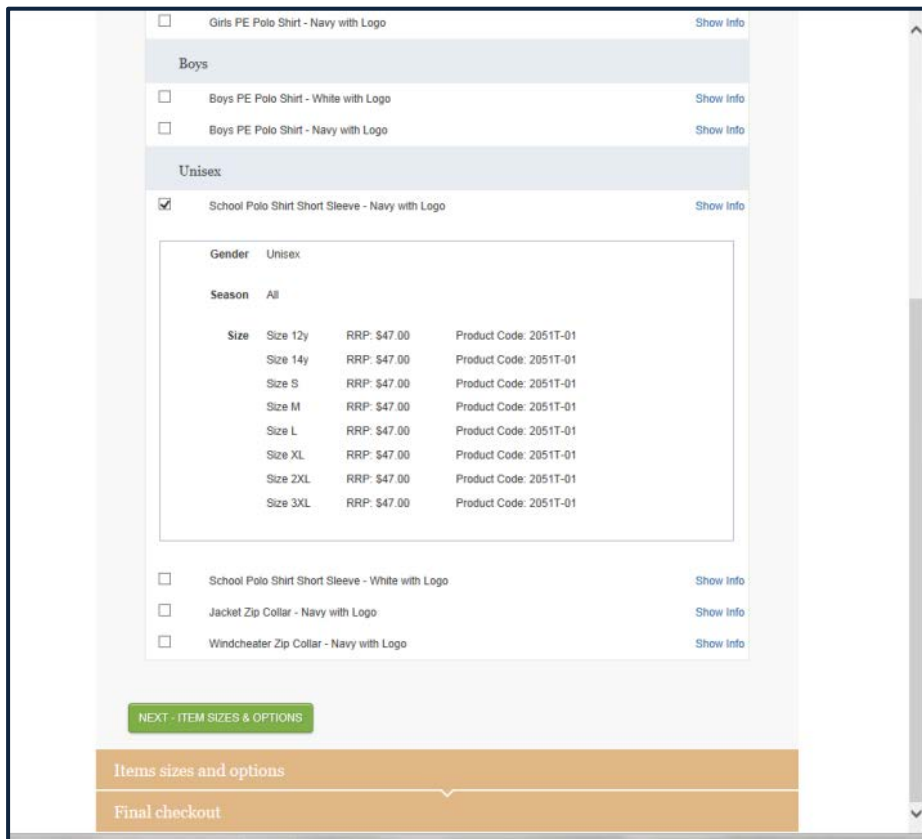 Girls PE Polo Shirt - Navy with Logo Show Info
Boys
Boys PE Polo Shirt - White with Logo Show Info
Boys PE Polo Shirt - Navy with Logo Show Info
Unisex
School Polo Shirt Short Sleeve - Navy with Logo Show Info
Gender Unisex
Season All
Size Size 12y RRP: $47.00 Product Code: 2051T-01
Size 14y RRP: $47.00 Product Code: 2051T-01
Size S RRP: $47.00 Product Code: 2051T-01
Size M RRP: $47.00 Product Code: 2051T-01
Size L RRP: $47.00 Product Code: 2051T-01
Size XL RRP: $47.00 Product Code: 2051T-01
Size 2XL RRP: $47.00 Product Code: 2051T-01
Size 3XL RRP: $47.00 Product Code: 2051T-01
School Polo Shirt Short Sleeve - White with Logo Show Info
Jacket Zip Collar - Navy with Logo Show Info
Windcheater Zip Collar - Navy with Logo Show Info
NEXT - ITEM SIZES & OPTIONS
Items sizes and options
Final checkout